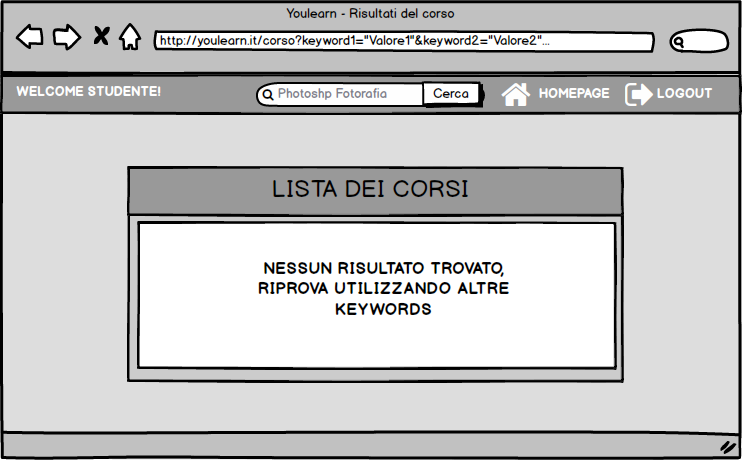 Youlearn - Risultati del corso
http://youlearn.it/corso?keyword1="Valore1"&keyword2="Valore2"...
WELCOME STUDENTE!
Photoshp Fotorafia
Cerca
HOMEPAGE
LOGOUT
LISTA DEI CORSI
NESSUN RISULTATO TROVATO,
RIPROVA UTILIZZANDO ALTRE
KEYWORDS